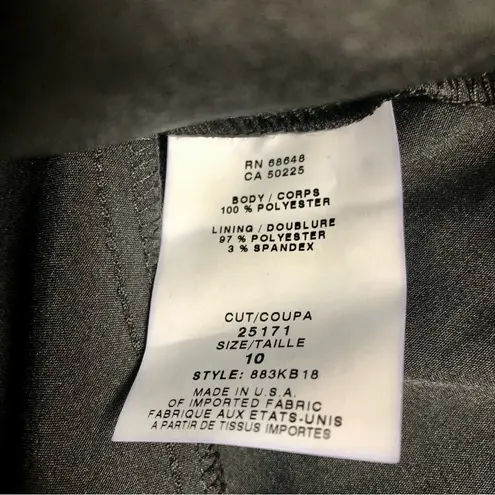 RN 68648
CA 50225
BODY / CORPS
100 % POLYESTER
LINING / DOUBLURE
97 % POLYESTER
3 % SPANDEX
CUT/COUPA
25171
SIZE/TAILLE
10
STYLE: 883KB18
MADE IN U.S.A.
OF IMPORTED FABRIC
FABRIQUE AUX ETATS-UNIS
A PARTIR DE TISSUS IMPORTES